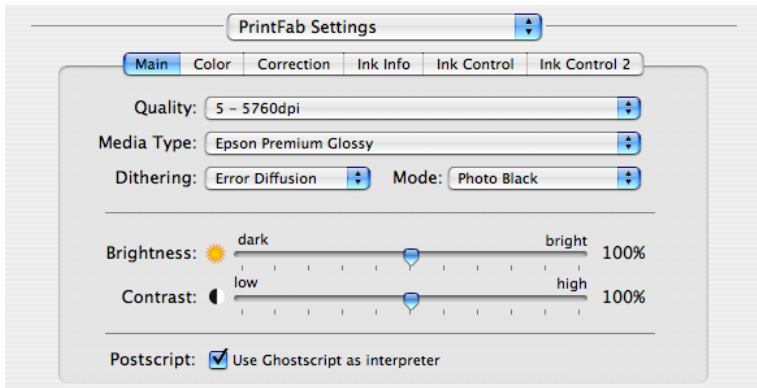 PrintFab Settings
Main Color Correction Ink Info Ink Control Ink Control 2
Quality: 5 – 5760dpi
Media Type: Epson Premium Glossy
Dithering: Error Diffusion Mode: Photo Black
dark bright
Brightness: 100%
low high
Contrast: 100%
Postscript: Use Ghostscript as interpreter